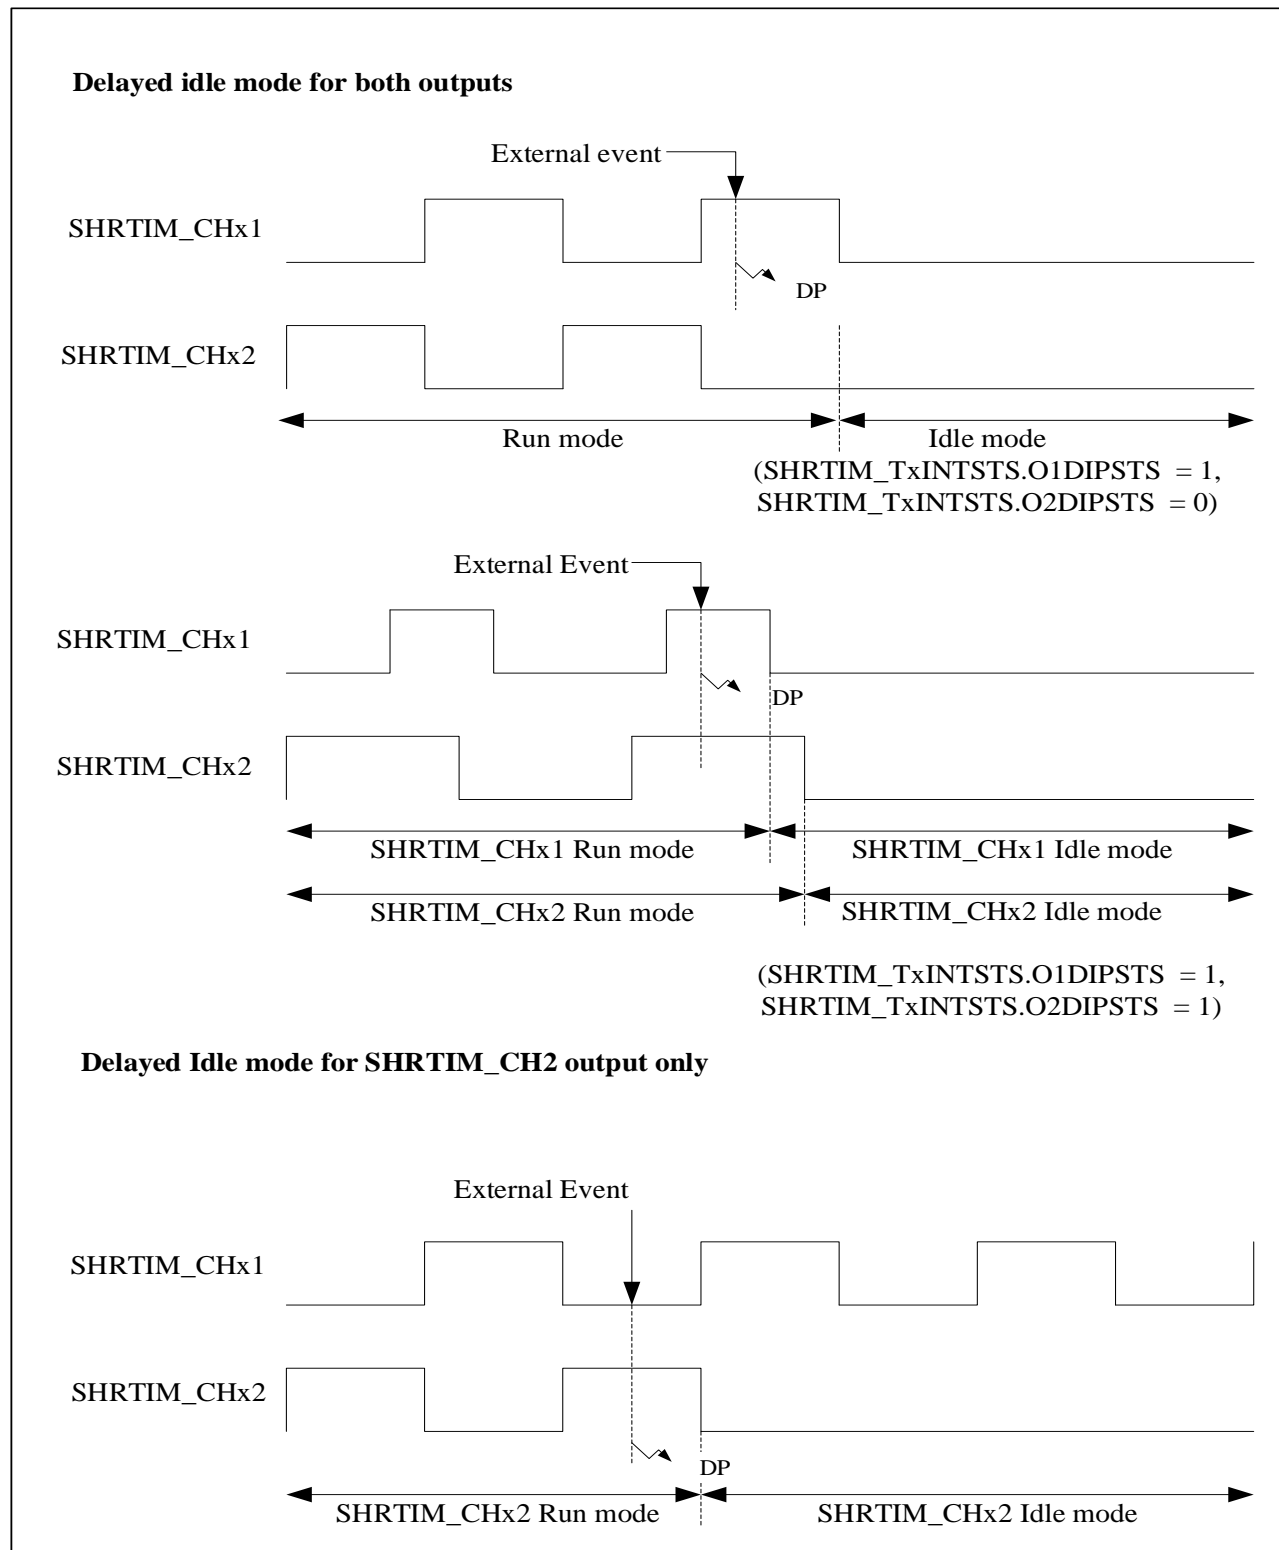 Delayed idle mode for both outputs
External event
SHRTIM_CHx1
DP
SHRTIM_CHx2
Run mode
Idle mode
(SHRTIM_TxINTSTS.O1DIPSTS = 1,
SHRTIM_TxINTSTS.O2DIPSTS = 0)
External Event
SHRTIM_CHx1
DP
SHRTIM_CHx2
SHRTIM_CHx1 Run mode
SHRTIM_CHx1 Idle mode
SHRTIM_CHx2 Run mode
SHRTIM_CHx2 Idle mode
(SHRTIM_TxINTSTS.O1DIPSTS = 1,
SHRTIM_TxINTSTS.O2DIPSTS = 1)
Delayed Idle mode for SHRTIM_CH2 output only
External Event
SHRTIM_CHx1
SHRTIM_CHx2
DP
SHRTIM_CHx2 Run mode
SHRTIM_CHx2 Idle mode